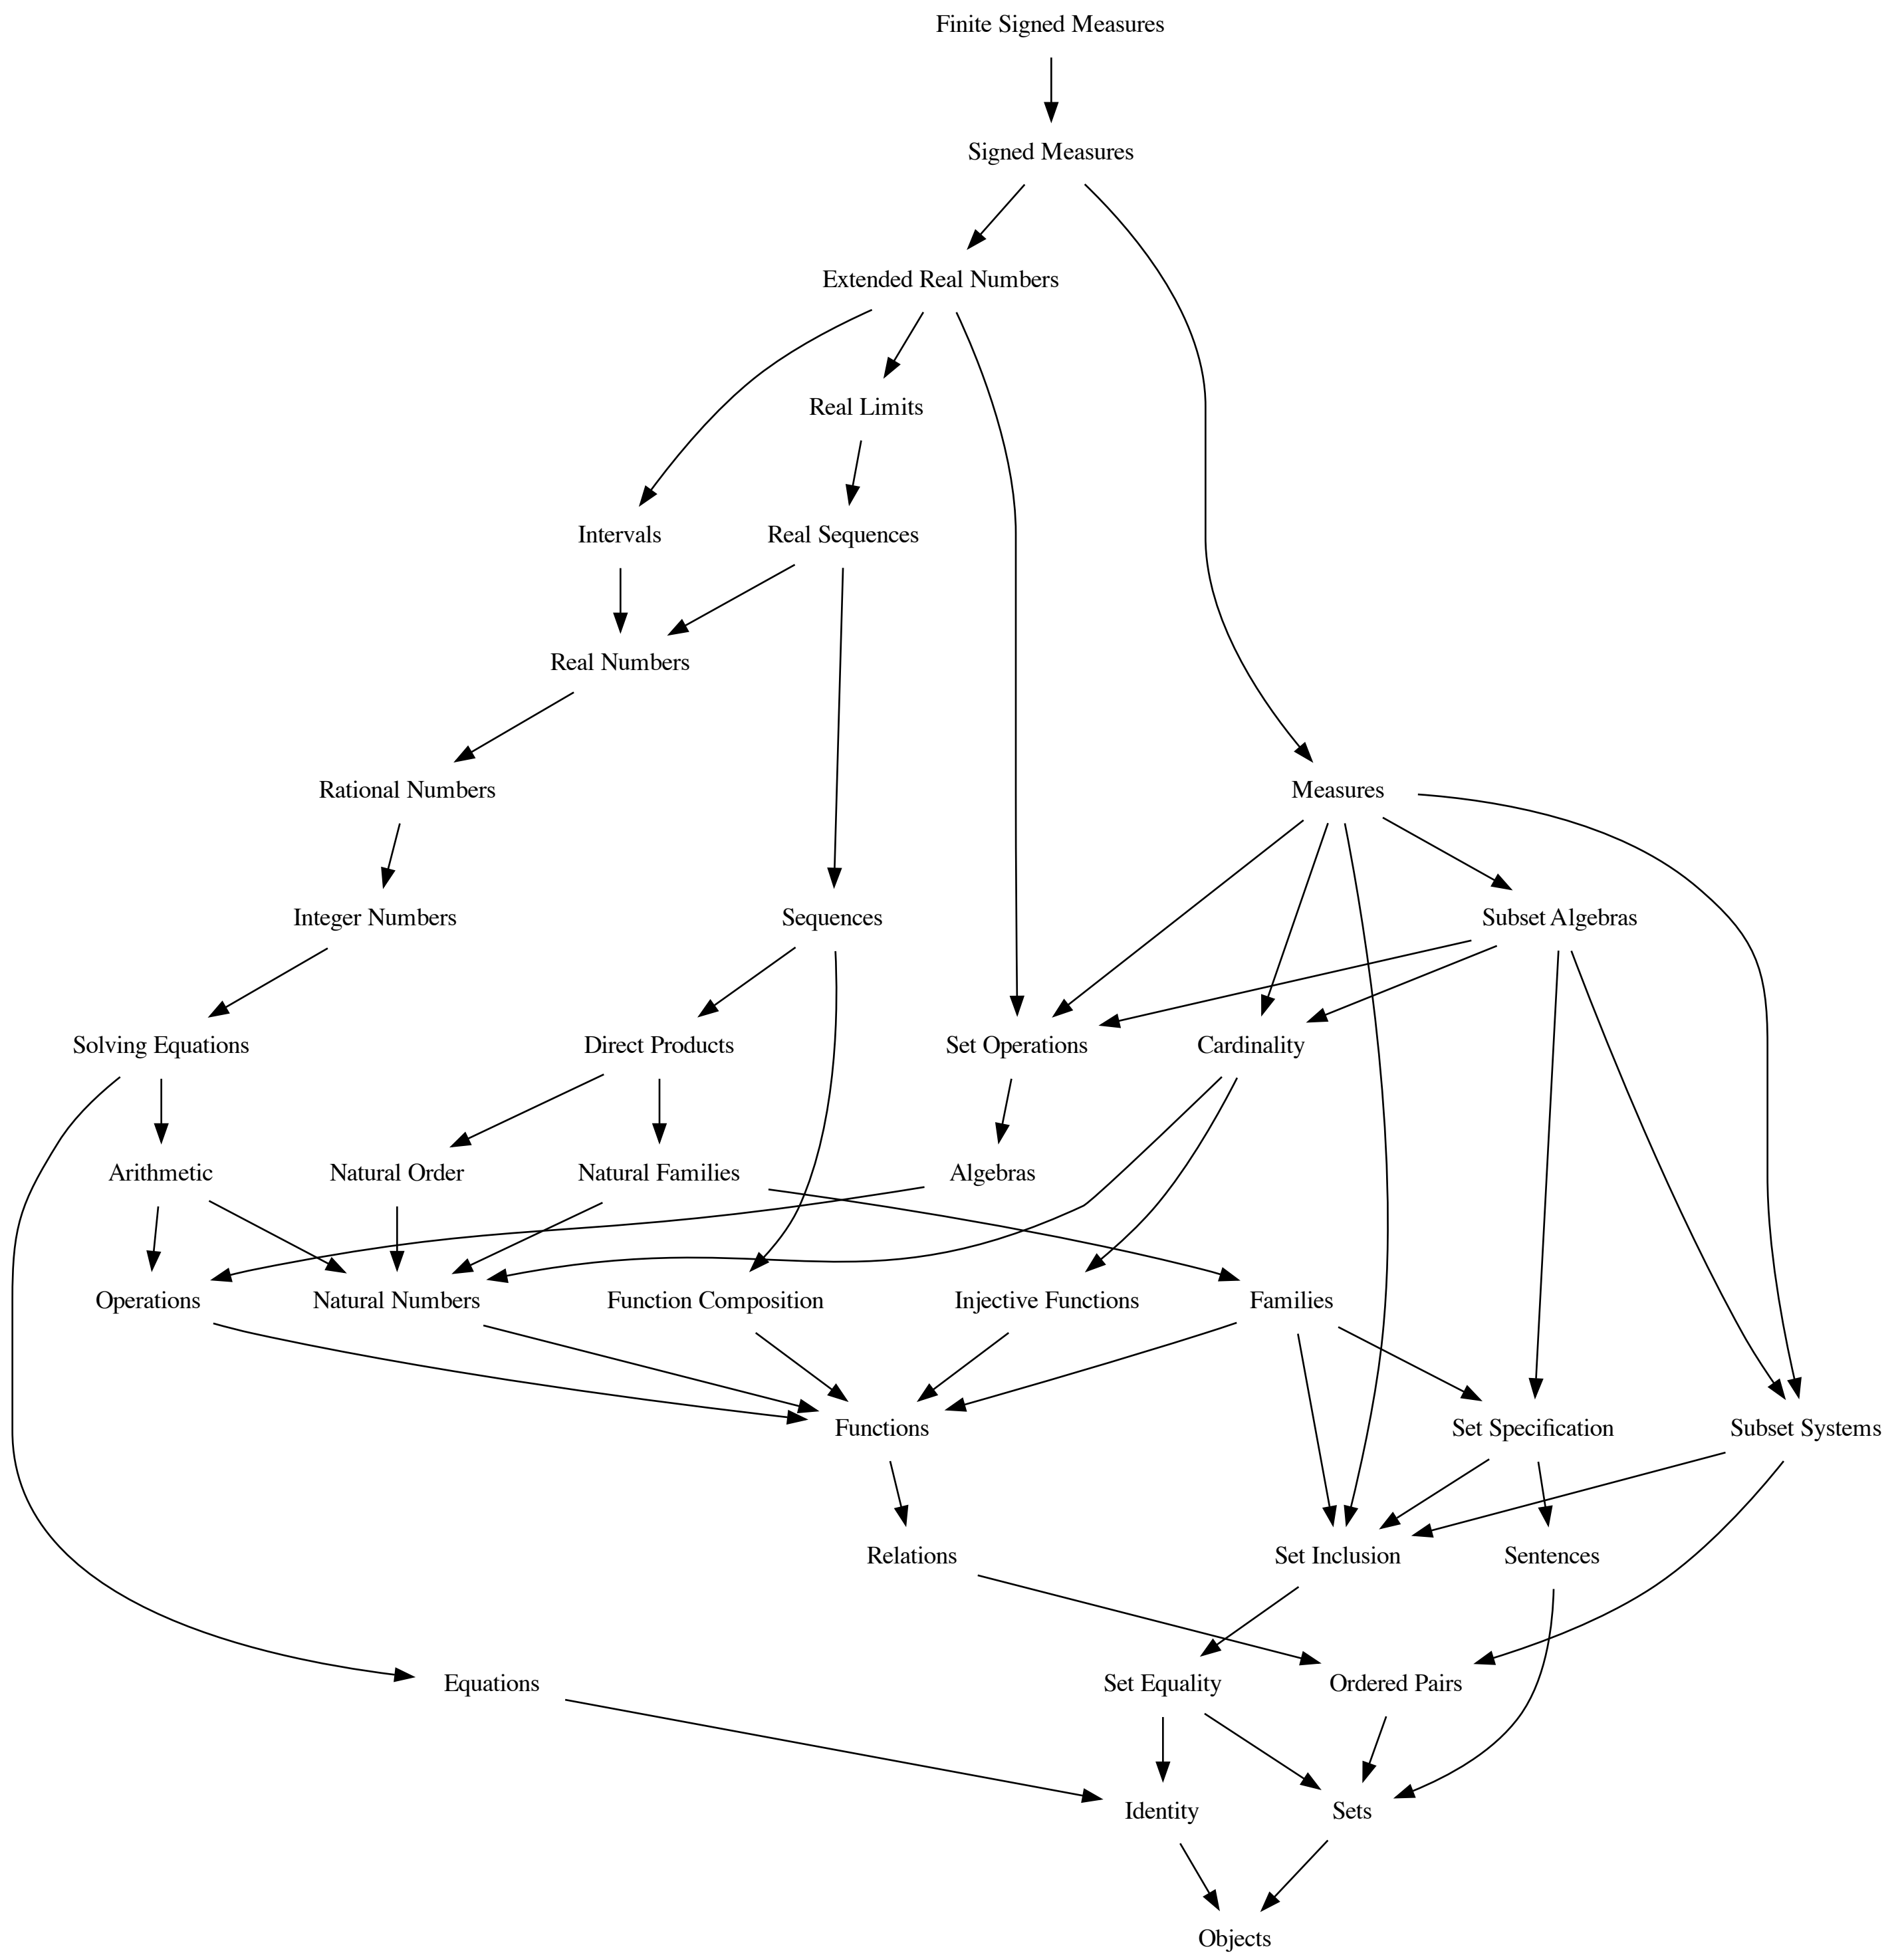 Finite Signed Measures
Signed Measures
Extended Real Numbers
Real Limits
Intervals
Real Sequences
Real Numbers
Rational Numbers
Measures
Integer Numbers
Sequences
Subset Algebras
Solving Equations
Direct Products
Set Operations
Cardinality
Arithmetic
Natural Order
Natural Families
Algebras
Operations
Natural Numbers
Function Composition
Injective Functions
Families
Functions
Set Specification
Subset Systems
Relations
Set Inclusion
Sentences
Equations
Set Equality
Ordered Pairs
Identity
Sets
Objects